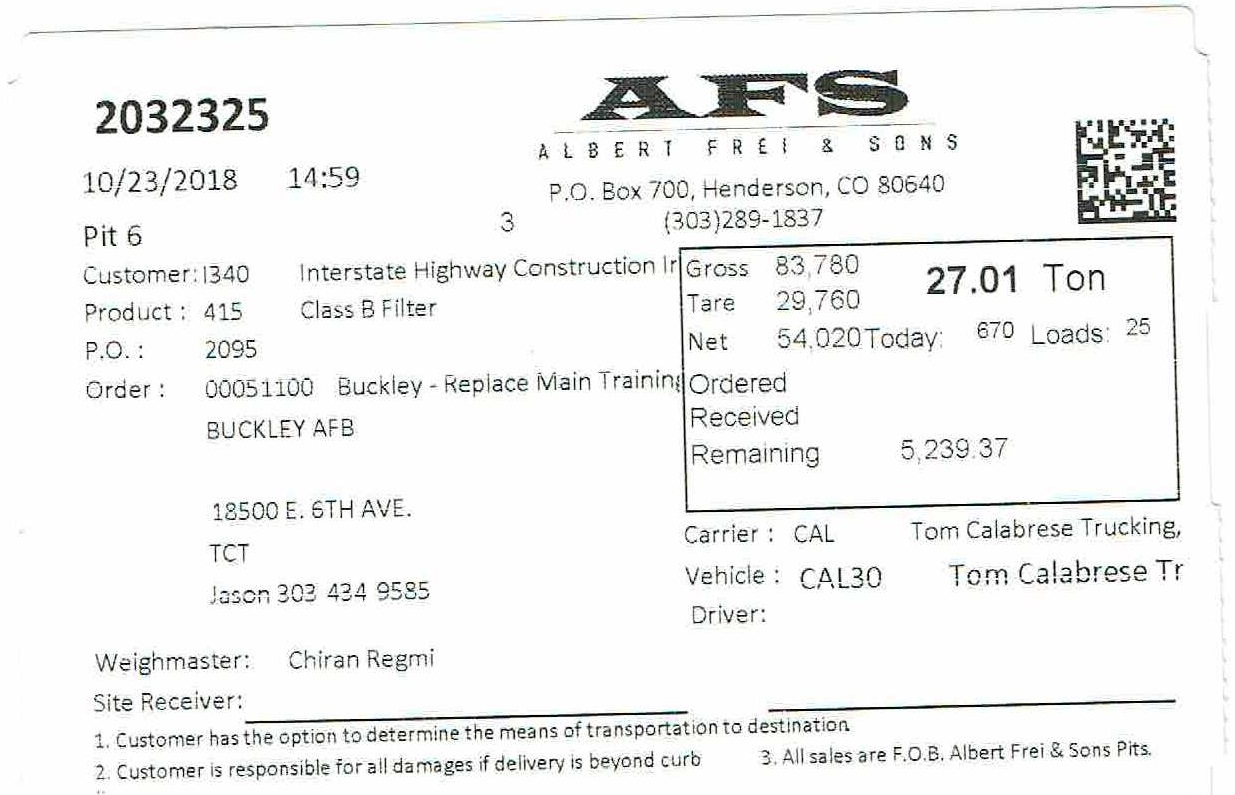 AFS
ALBERT FREI & SONS
2032325
10/23/2018 14:59
P.O. Box 700, Henderson, CO 80640
(303)289-1837
3
Pit 6
Customer: I340 Interstate Highway Construction Ir
Product : 415 Class B Filter
P.O. : 2095
Order : 00051100 Buckley - Replace Main Training
BUCKLEY AFB
18500 E. 6TH AVE.
TCT
Jason 303 434 9585
Gross 83,780 27.01 Ton
Tare 29,760
Net 54,020 Today: 670 Loads: 25
Ordered
Received
Remaining 5,239.37
Carrier : CAL Tom Calabrese Trucking,
Vehicle : CAL30 Tom Calabrese Tr
Driver:
Weighmaster: Chiran Regmi
Site Receiver:
1. Customer has the option to determine the means of transportation to destination
2. Customer is responsible for all damages if delivery is beyond curb 3. All sales are F.O.B. Albert Frei & Sons Pits.